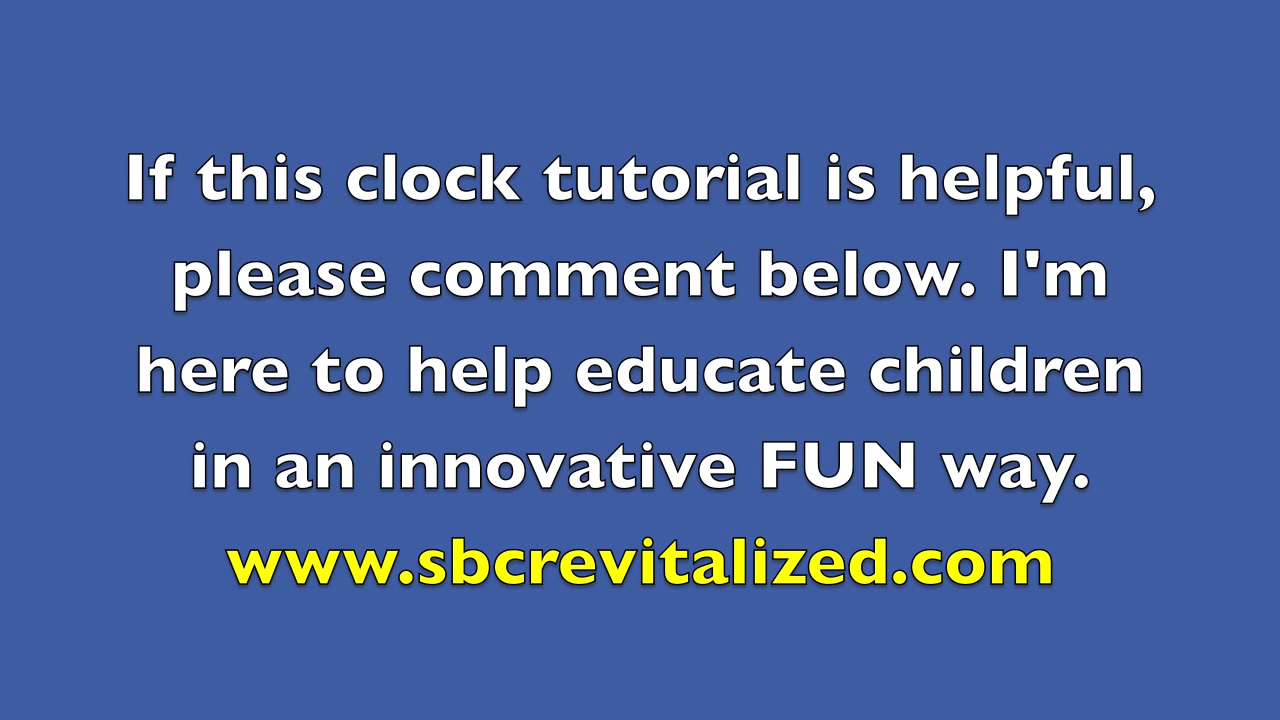 If this clock tutorial is helpful,
please comment below. I'm
here to help educate children
in an innovative FUN way.
www.sbcrevitalized.com